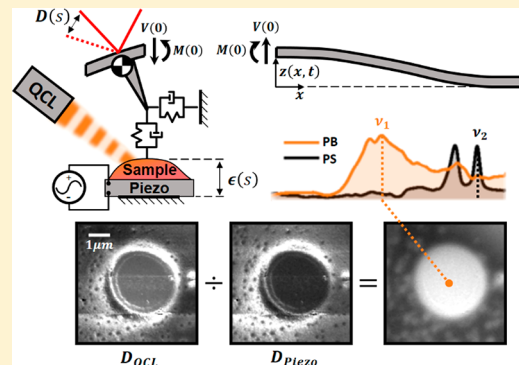 D(s)
V(0)
M(0)
M(0)
V(0)
z(x,t)
x
QCL
Sample
Piezo
ϵ(s)
PB
PS
ν₁
ν₂
1μm
÷
=
D_QCL
D_Piezo